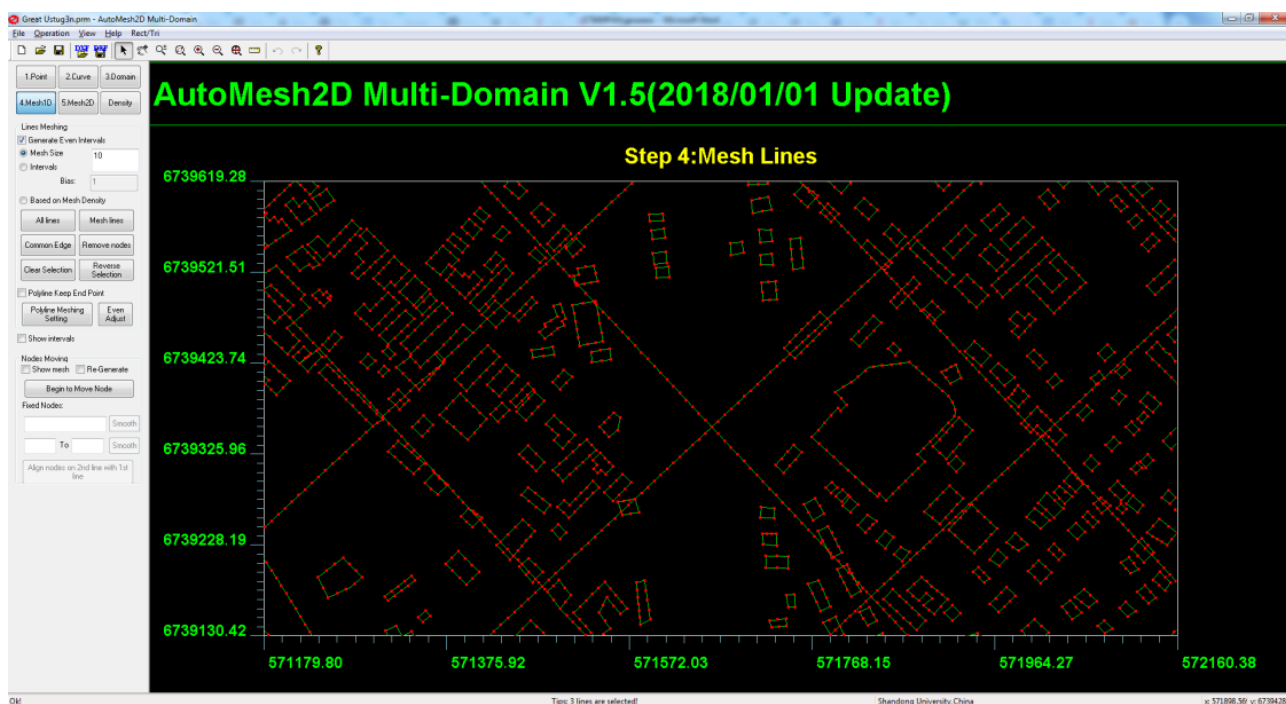 Great Ustug3n.prm - AutoMesh2D Multi-Domain
File Operation View Help Rect/Tri
1.Point 2.Curve 3.Domain
4.Mesh1D 5.Mesh2D Density
Lines Meshing
Generate Even Intervals
Mesh Size 10
Intervals
Bias: 1
Based on Mesh Density
All lines Mesh lines
Common Edge Remove nodes
Clear Selection Reverse Selection
Polyline Keep End Point
Polyline Meshing Setting Even Adjust
Show intervals
Nodes Moving
Show mesh Re-Generate
Begin to Move Node
Fixed Nodes:
Smooth
To Smooth
Align nodes on 2nd line with 1st line
AutoMesh2D Multi-Domain V1.5(2018/01/01 Update)
Step 4:Mesh Lines
6739619.28
6739521.51
6739423.74
6739325.96
6739228.19
6739130.42
571179.80 571375.92 571572.03 571768.15 571964.27 572160.38
Ok! Tips: 3 lines are selected! Shandong University,China x: 571898.56 y: 6739428